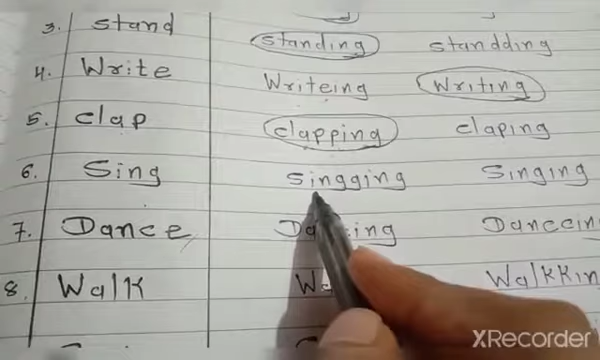 3. Stand standing standding
4. Write Writeing Writing
5. Clap clapping claping
6. Sing singging Singing
7. Dance
8. Walk
XRecorder